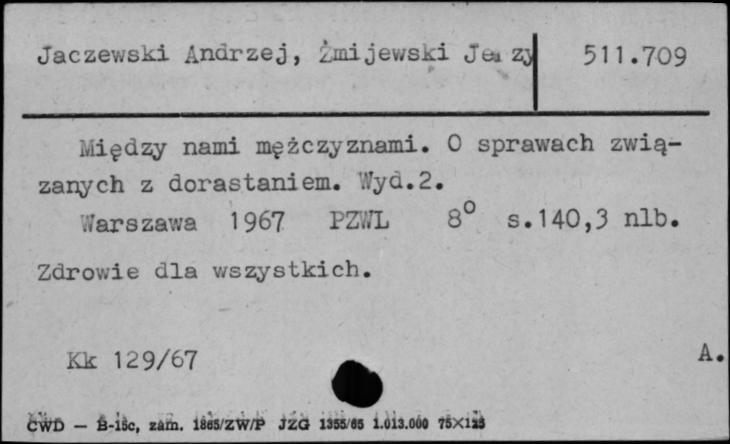 Jaczewski Andrzej, Żmijewski Jerzy 511.709
Między nami mężczyznami. O sprawach zwią-
zanych z dorastaniem. Wyd.2.
Warszawa 1967 PZWL 8° s.140,3 nlb.
Zdrowie dla wszystkich.
Kk 129/67 A.
CWD — B-15c, zam. 1865/ZW/P JZG 1355/65 1.013.000 75×125